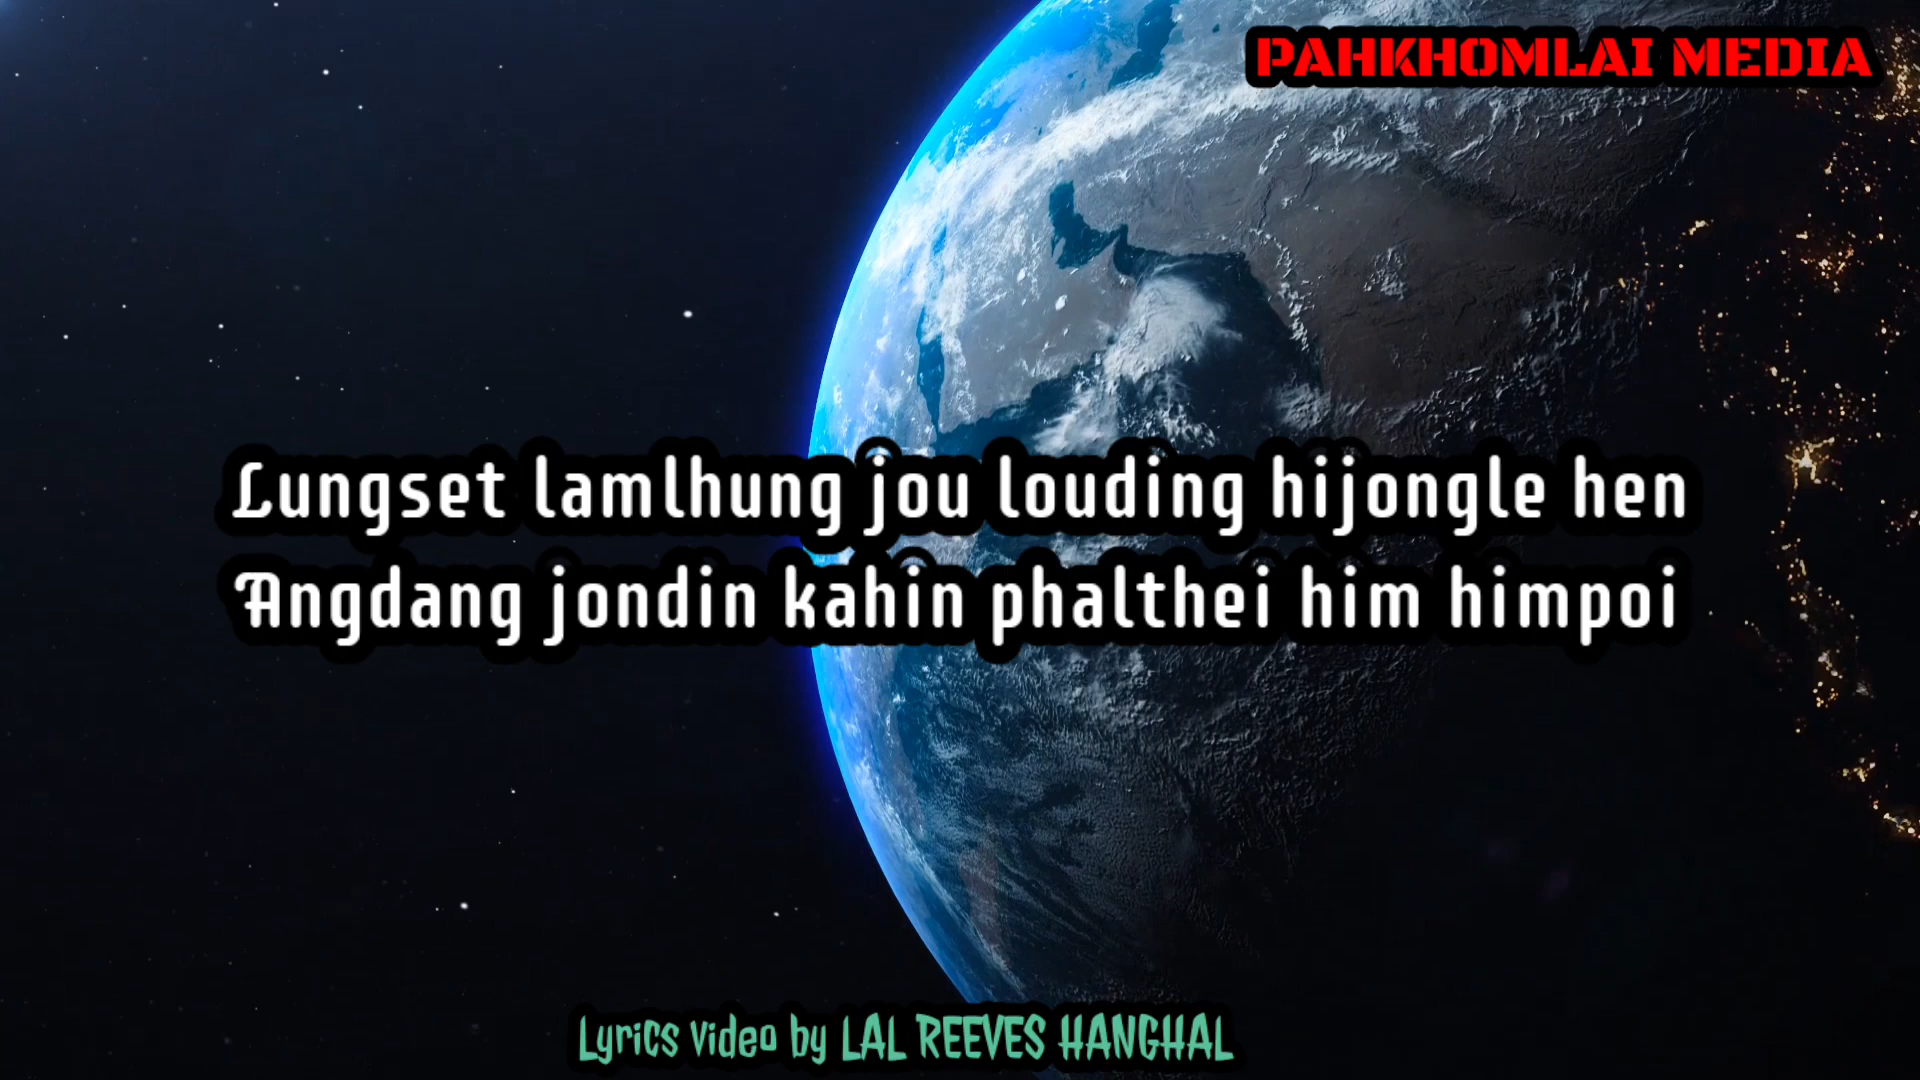 PAHKHOMLAI MEDIA
Lungset lamlhung jou louding hijongle hen
Angdang jondin kahin phalthei him himpoi
Lyrics Video by LAL REEVES HANGHAL